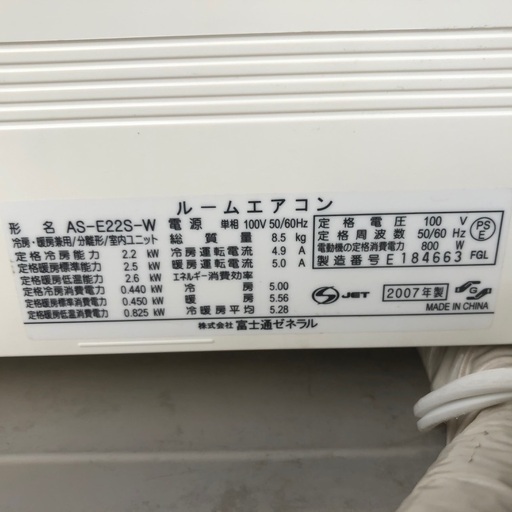 ルームエアコン
形 名 AS-E22S-W
冷房・暖房兼用/分離形/室内ユニット
定格冷房能力 2.2 kW
定格暖房標準能力 2.5 kW
定格暖房低温能力 2.6 kW
定格冷房消費電力 0.440 kW
定格暖房標準消費電力 0.450 kW
定格暖房低温消費電力 0.825 kW
電源 単相 100V 50/60Hz
総質量 8.5 kg
冷房運転電流 4.9 A
暖房運転電流 5.0 A
エネルギー消費効率
冷 房 5.00
暖 房 5.56
冷暖房平均 5.28
定格電圧 100 V
定格周波数 50/60 Hz
電動機の定格消費電力 800 W
製造番号 E184663
PS
E
FGL
JET
2007年製
SGS
MADE IN CHINA
株式会社 富士通ゼネラル